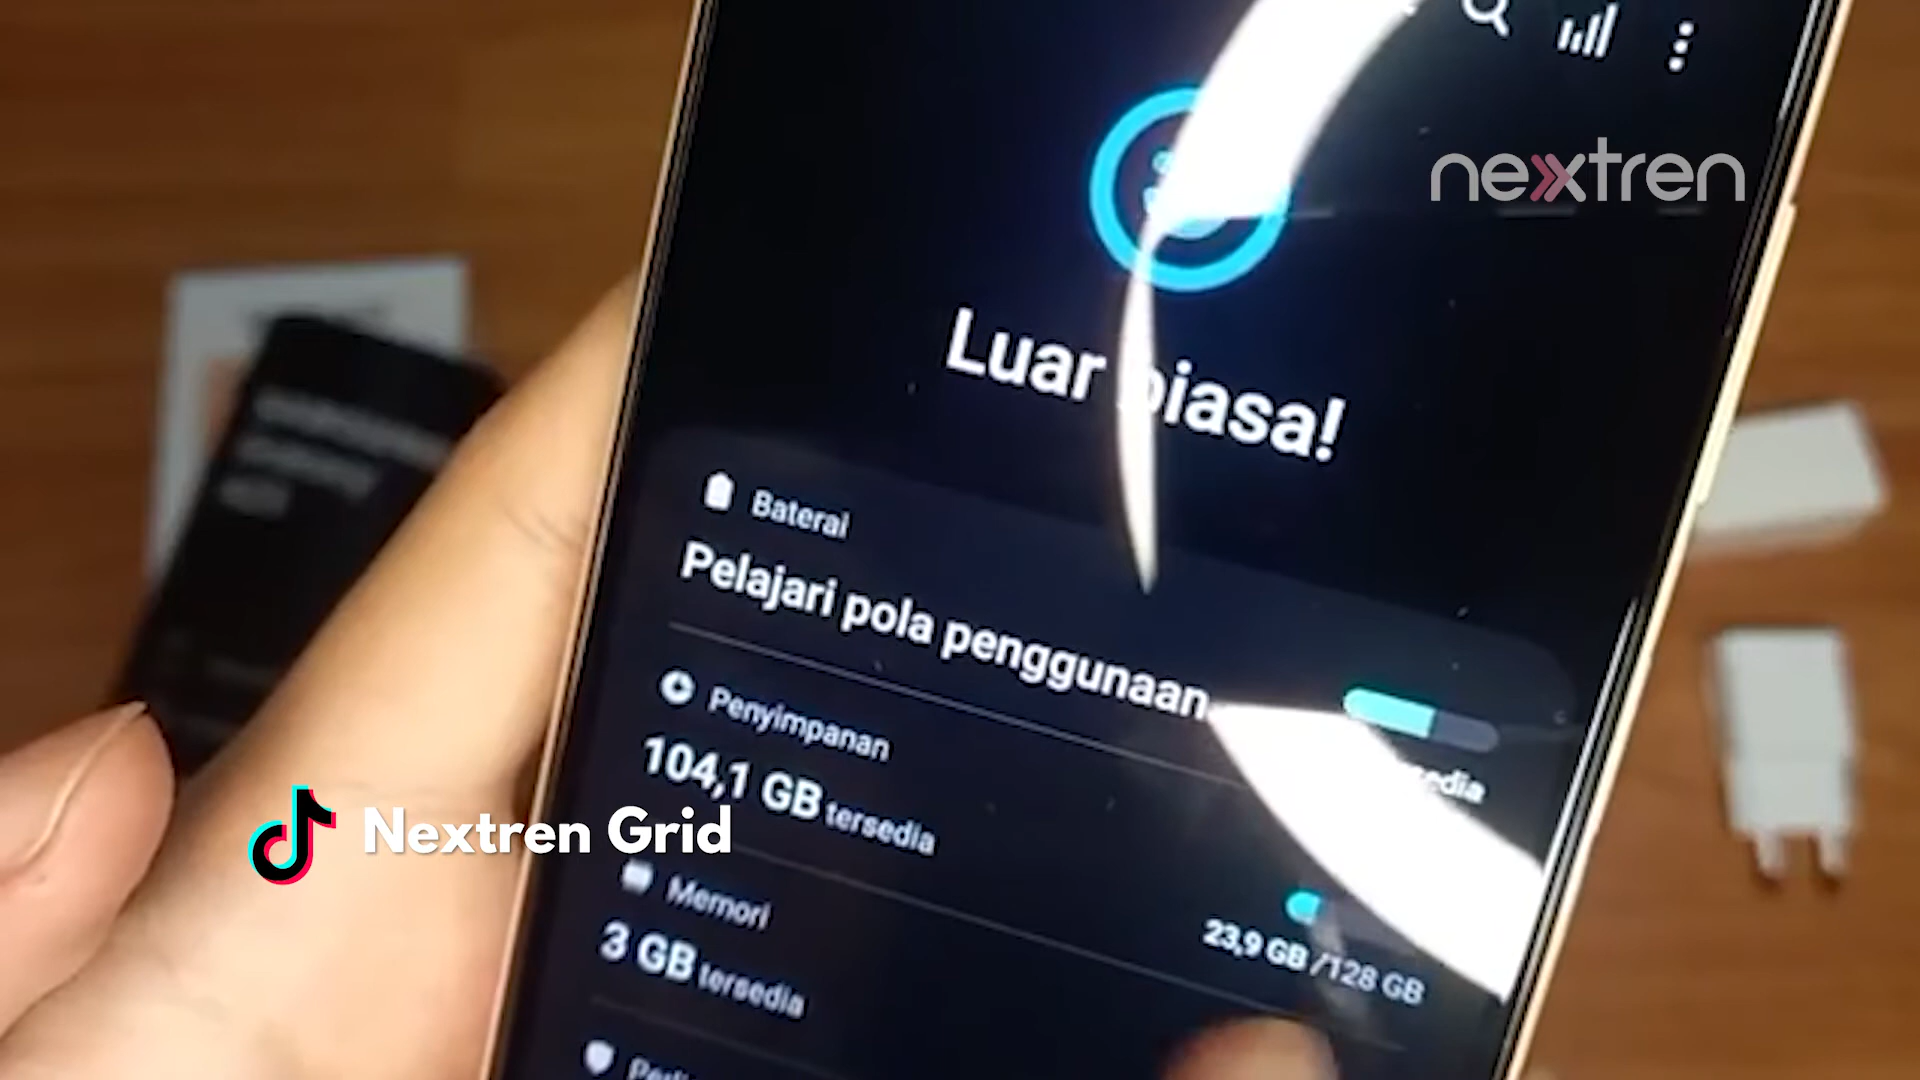 nextren
Luar biasa!
Baterai
Pelajari pola penggunaan
Penyimpanan
104,1 GB tersedia
23,9 GB /128 GB
Nextren Grid
Memori
3 GB tersedia